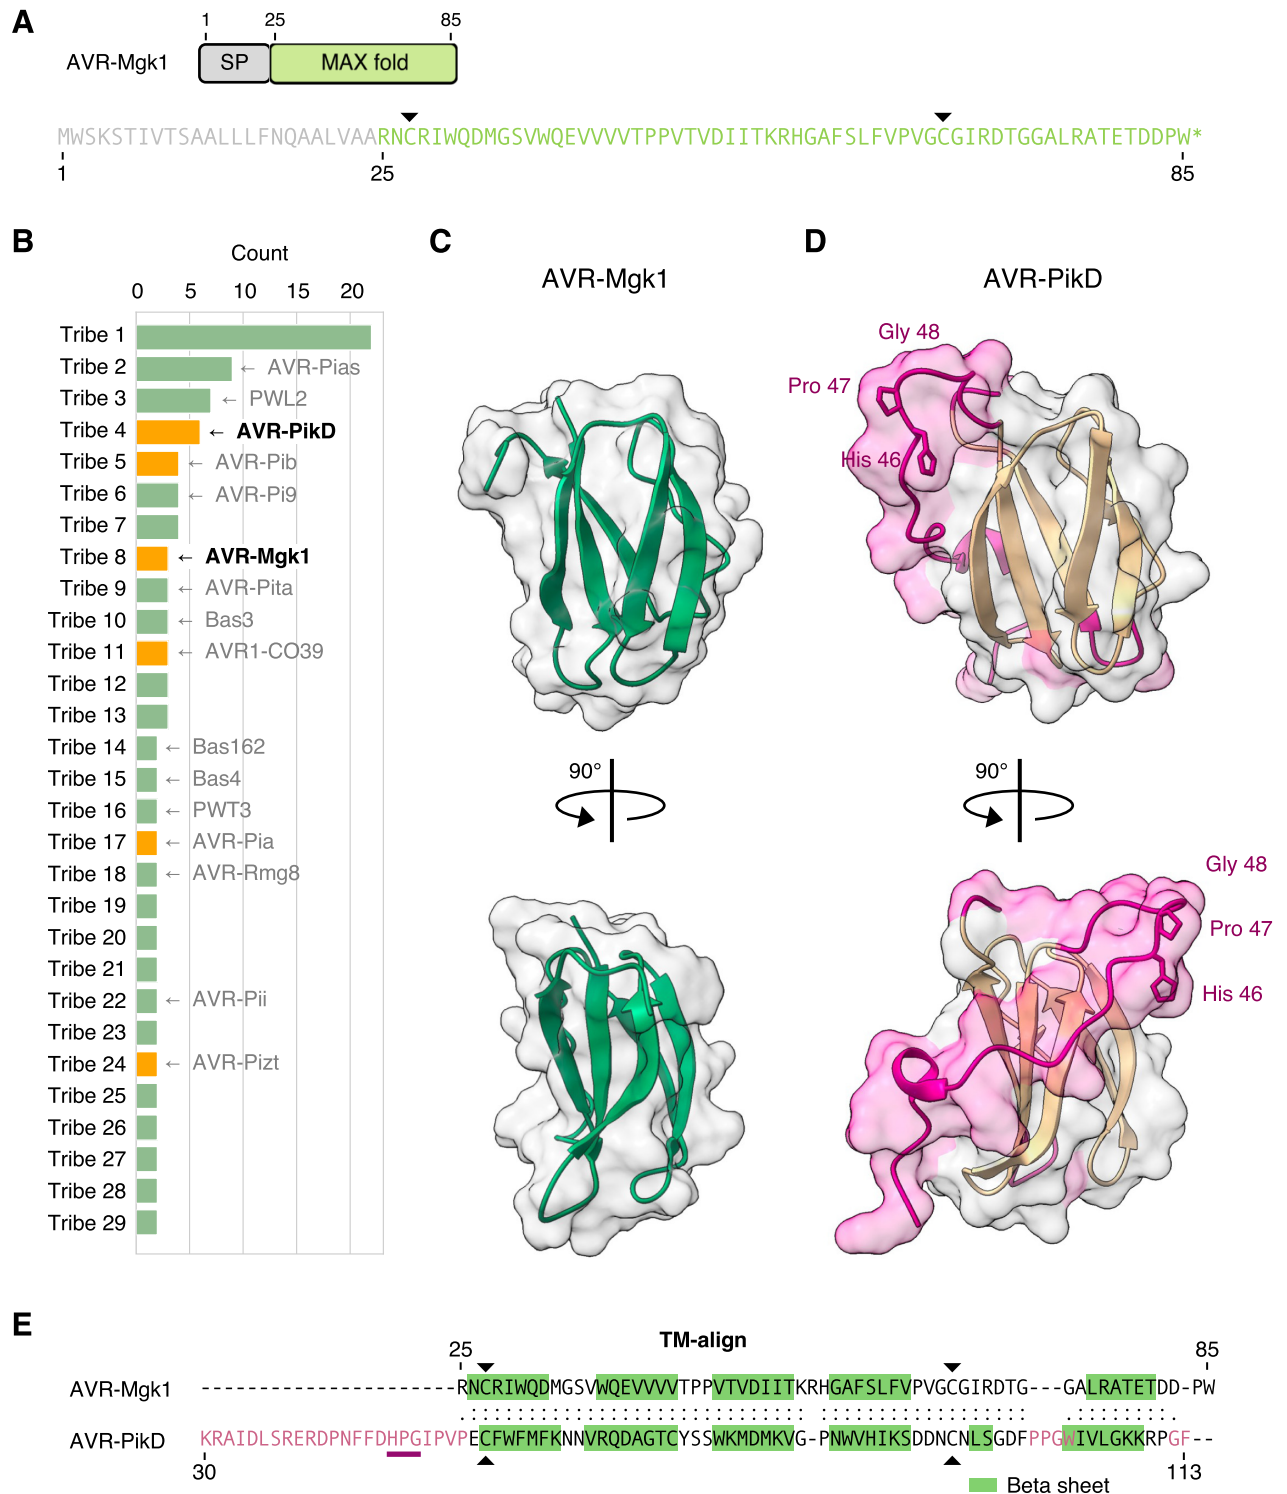 A
1 25 85
AVR-Mgk1 SP MAX fold
MWSKSTIVTSAALLLFNQAALVAARNCRIWQDMGSVWQEVVVVTPPVTVDIITKRHGAFSLFVPVGCGIRDTGGALRATETDDPW*
1 25 85
B
Count
0 5 10 15 20
Tribe 1
Tribe 2 ← AVR-Pias
Tribe 3 ← PWL2
Tribe 4 ← AVR-PikD
Tribe 5 ← AVR-Pib
Tribe 6 ← AVR-Pi9
Tribe 7
Tribe 8 ← AVR-Mgk1
Tribe 9 ← AVR-Pita
Tribe 10 ← Bas3
Tribe 11 ← AVR1-CO39
Tribe 12
Tribe 13
Tribe 14 ← Bas162
Tribe 15 ← Bas4
Tribe 16 ← PWT3
Tribe 17 ← AVR-Pia
Tribe 18 ← AVR-Rmg8
Tribe 19
Tribe 20
Tribe 21
Tribe 22 ← AVR-Pii
Tribe 23
Tribe 24 ← AVR-Pizt
Tribe 25
Tribe 26
Tribe 27
Tribe 28
Tribe 29
C
AVR-Mgk1
90°
D
AVR-PikD
Gly 48
Pro 47
His 46
90°
Gly 48
Pro 47
His 46
E
TM-align
25 85
AVR-Mgk1 ----------------------RNCRIWQDMGSVWQEVVVVTPPVTVDIITKRHGAFSLFVPVGCGIRDTG---GALRATETDD-PW
AVR-PikD KRAIDLSRERDPNFFDHPGIPVPECFWFMFKNNVRQDAGTCYSSWKMDMKVG-PNWVHIKSDDNCNLSGDFPPGWIVLGKKRPGF--
30 113
Beta sheet